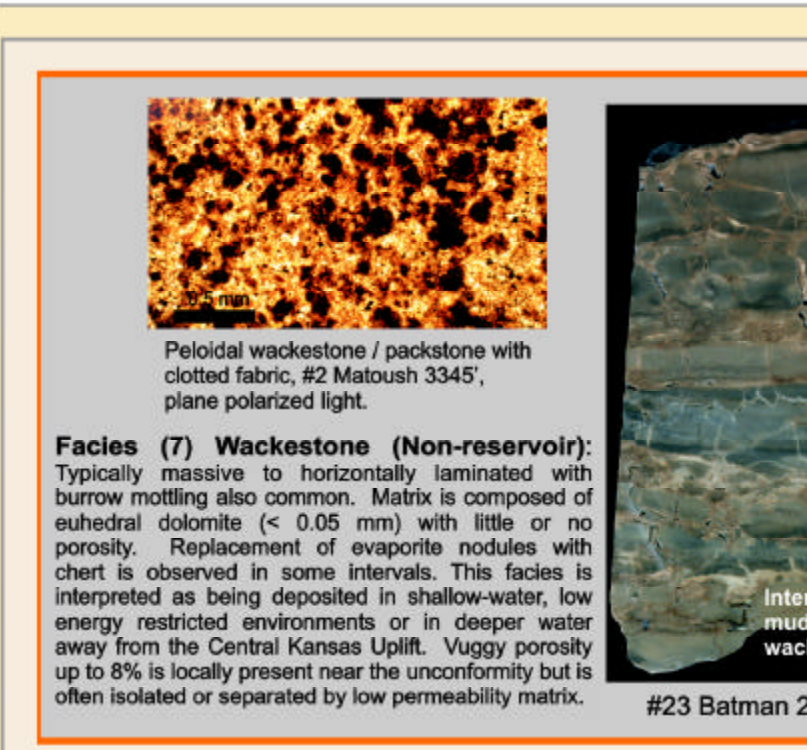 0.5 mm
Peloidal wackestone / packstone with
clotted fabric, #2 Matoush 3345',
plane polarized light.
Facies (7) Wackestone (Non-reservoir):
Typically massive to horizontally laminated with
burrow mottling also common. Matrix is composed of
euhedral dolomite (< 0.05 mm) with little or no
porosity. Replacement of evaporite nodules with
chert is observed in some intervals. This facies is
interpreted as being deposited in shallow-water, low
energy restricted environments or in deeper water
away from the Central Kansas Uplift. Vuggy porosity
up to 8% is locally present near the unconformity but is
often isolated or separated by low permeability matrix.
Inter
mud
wac
#23 Batman 2